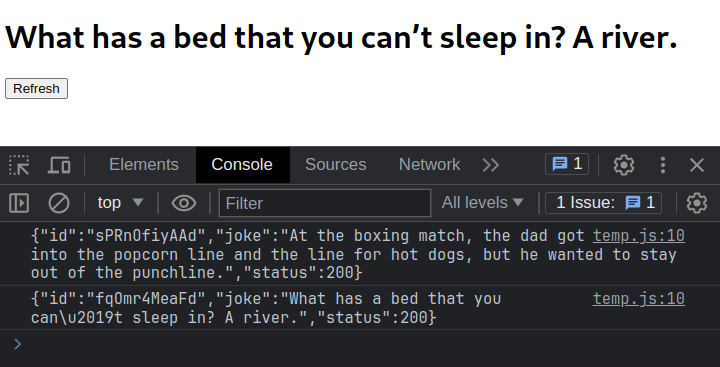 What has a bed that you can’t sleep in? A river.
Refresh
Elements Console Sources Network 1
top Filter All levels 1 Issue: 1
{"id":"sPRnOfiyAAd","joke":"At the boxing match, the dad got temp.js:10
into the popcorn line and the line for hot dogs, but he wanted to stay
out of the punchline.","status":200}
{"id":"fqOmr4MeaFd","joke":"What has a bed that you temp.js:10
can\u2019t sleep in? A river.","status":200}